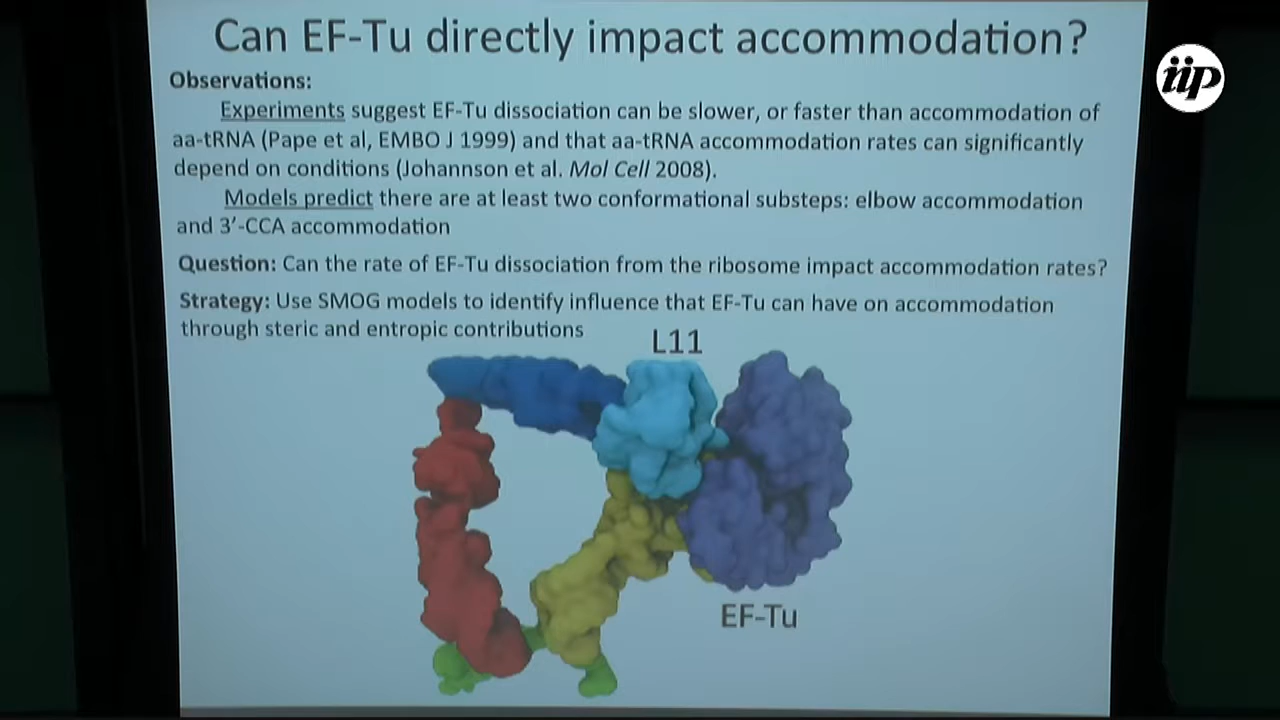 Can EF-Tu directly impact accommodation?
iip
Observations:
Experiments suggest EF-Tu dissociation can be slower, or faster than accommodation of
aa-tRNA (Pape et al, EMBO J 1999) and that aa-tRNA accommodation rates can significantly
depend on conditions (Johannson et al. Mol Cell 2008).
Models predict there are at least two conformational substeps: elbow accommodation
and 3’-CCA accommodation
Question: Can the rate of EF-Tu dissociation from the ribosome impact accommodation rates?
Strategy: Use SMOG models to identify influence that EF-Tu can have on accommodation
through steric and entropic contributions
L11
EF-Tu